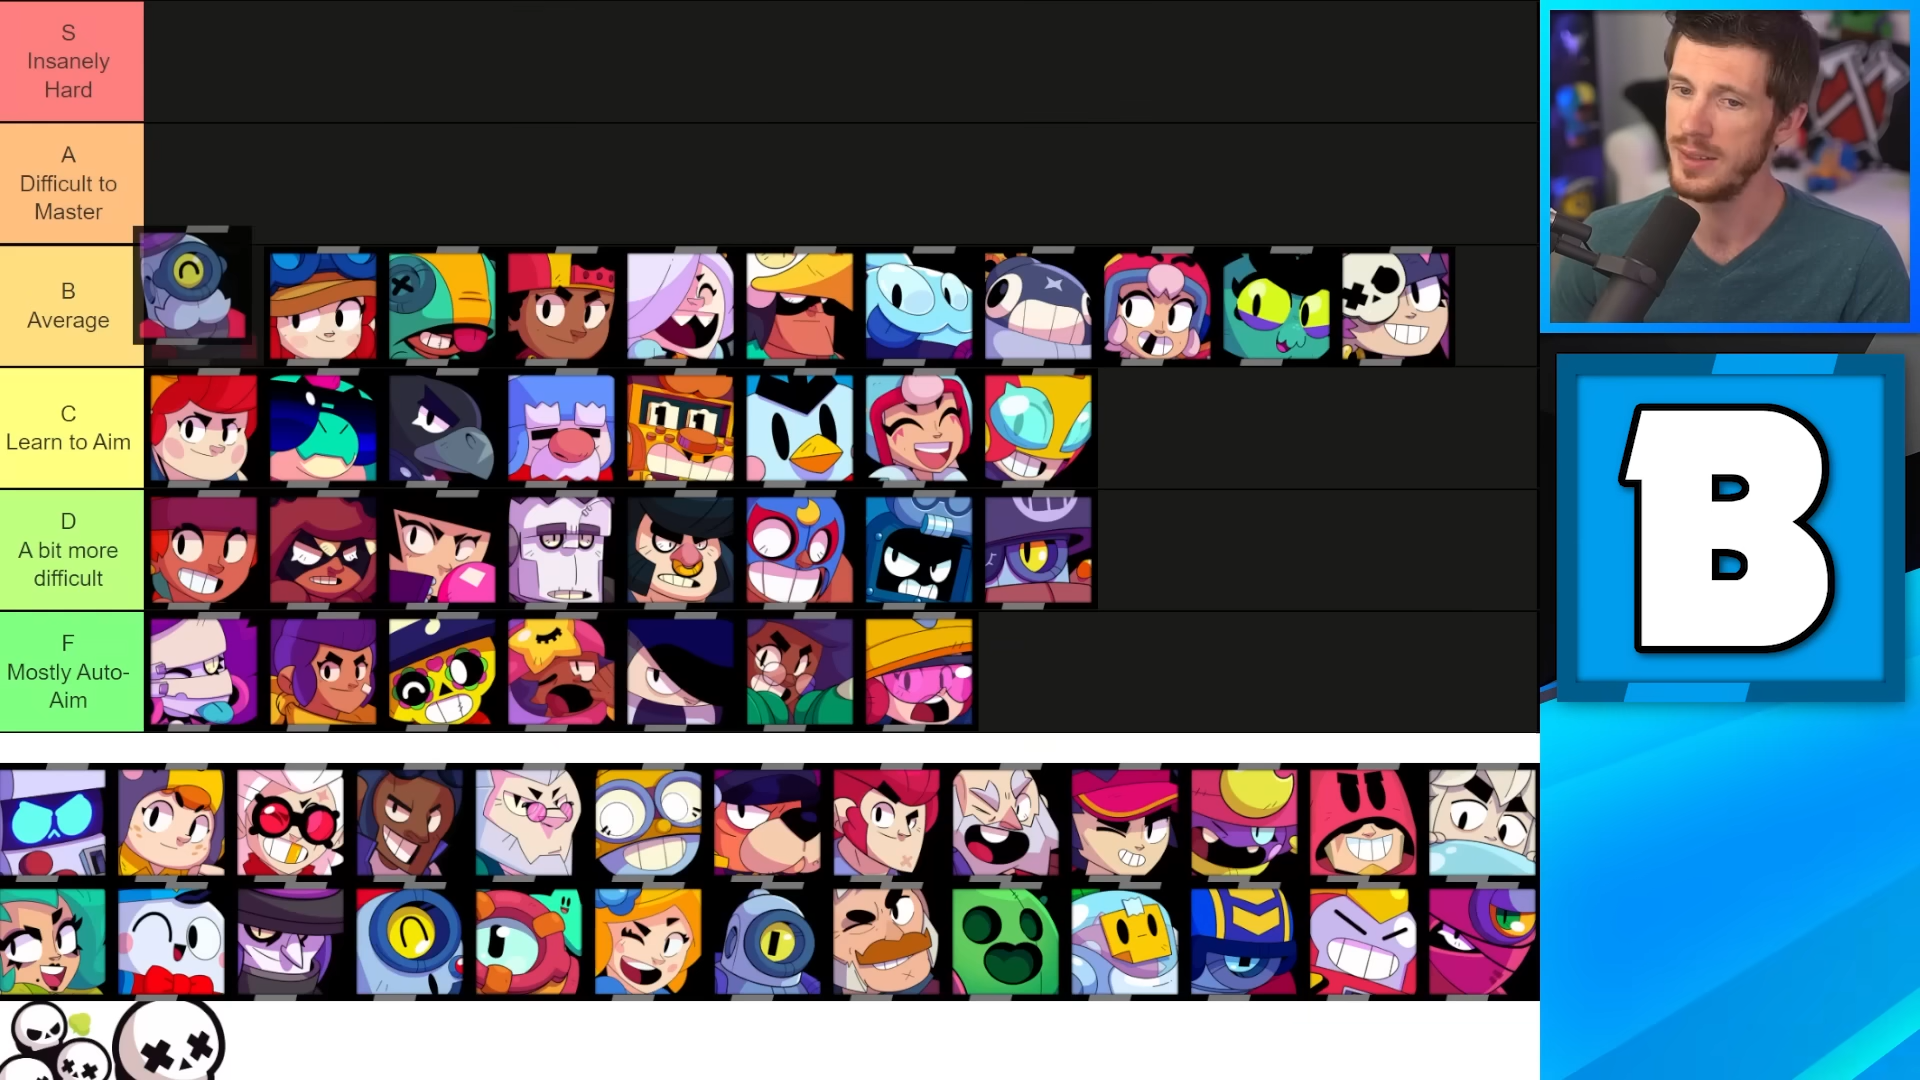 S
Insanely
Hard
A
Difficult to
Master
B
Average
C
Learn to Aim
D
A bit more
difficult
F
Mostly Auto-
Aim
B